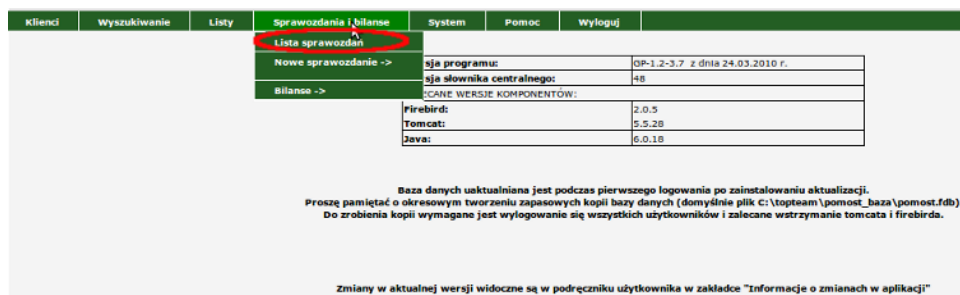 Klienci Wyszukiwanie Listy Sprawozdania i bilanse System Pomoc Wyloguj
Lista sprawozdań
Nowe sprawozdanie ->
Bilanse ->
sja programu: GP-1.2-3.7 z dnia 24.03.2010 r.
sja słownika centralnego: 48
ECANE WERSJE KOMPONENTÓW:
Firebird: 2.0.5
Tomcat: 5.5.28
Java: 6.0.18
Baza danych uaktualniana jest podczas pierwszego logowania po zainstalowaniu aktualizacji.
Proszę pamiętać o okresowym tworzeniu zapasowych kopii bazy danych (domyślnie plik C:\topteam\pomost_baza\pomost.fdb)
Do zrobienia kopii wymagane jest wylogowanie się wszystkich użytkowników i zalecane wstrzymanie tomcata i firebirda.
Zmiany w aktualnej wersji widoczne są w podręczniku użytkownika w zakładce "Informacje o zmianach w aplikacji"